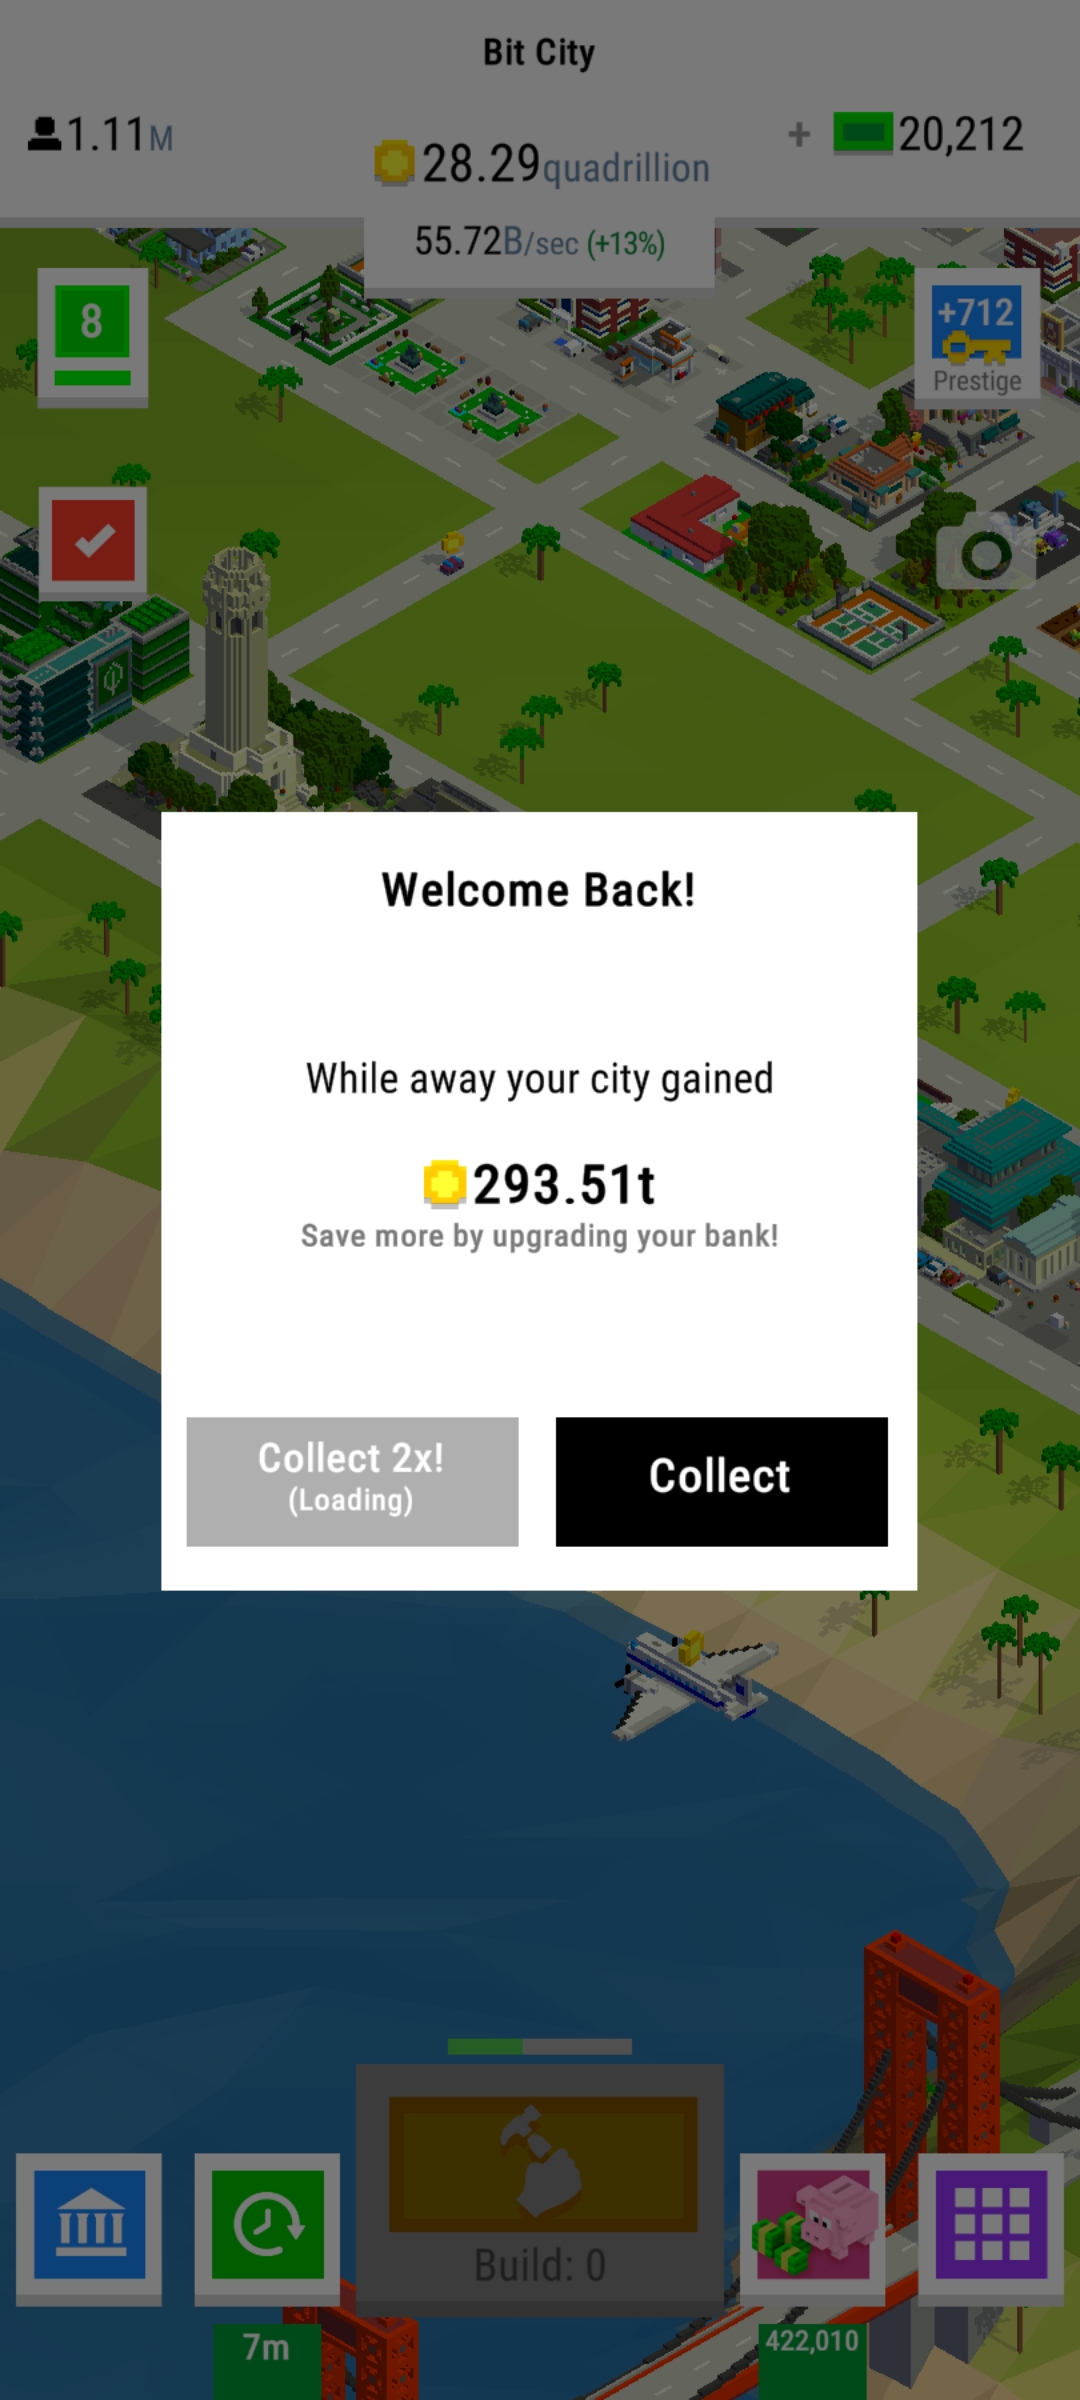 Bit City
1.11M
28.29quadrillion
+ 20,212
55.72B/sec (+13%)
8
+712
Prestige
Welcome Back!
While away your city gained
293.51t
Save more by upgrading your bank!
Collect 2x!
(Loading)
Collect
Build: 0
7m
422,010